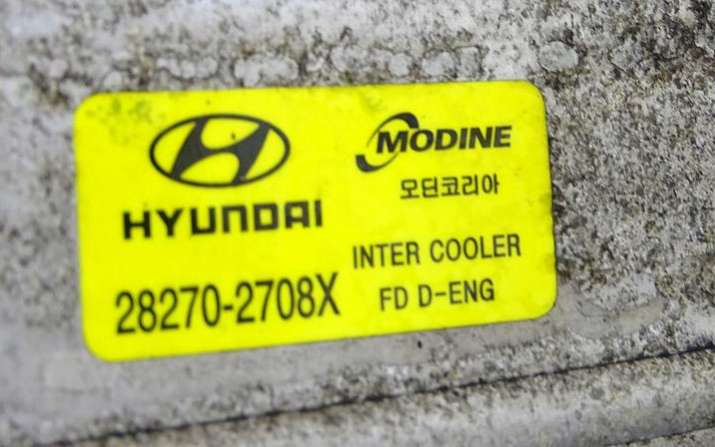 HYUNDAI
28270-2708X
MODINE
모딘코리아
INTER COOLER
FD D-ENG